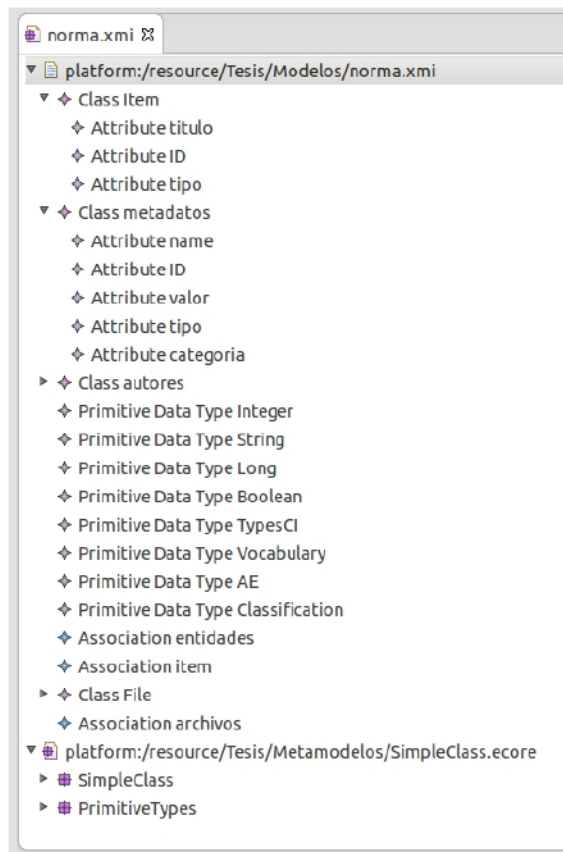 norma.xmi
platform:/resource/Tesis/Modelos/norma.xmi
Class Item
Attribute titulo
Attribute ID
Attribute tipo
Class metadatos
Attribute name
Attribute ID
Attribute valor
Attribute tipo
Attribute categoria
Class autores
Primitive Data Type Integer
Primitive Data Type String
Primitive Data Type Long
Primitive Data Type Boolean
Primitive Data Type TypesCI
Primitive Data Type Vocabulary
Primitive Data Type AE
Primitive Data Type Classification
Association entidades
Association item
Class File
Association archivos
platform:/resource/Tesis/Metamodelos/SimpleClass.ecore
SimpleClass
PrimitiveTypes